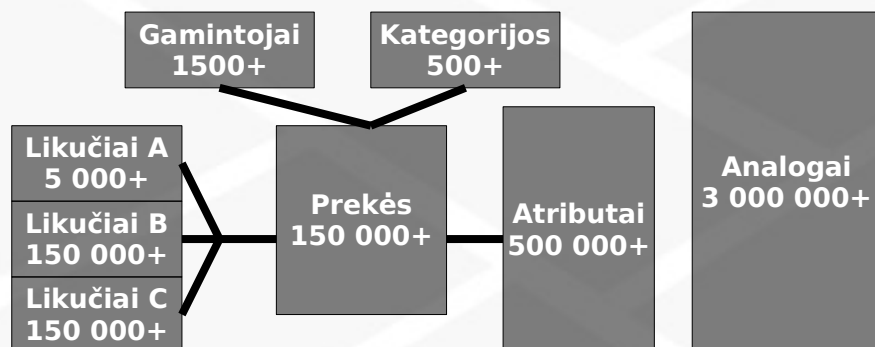 Gamintojai
1500+
Kategorijos
500+
Likučiai A
5 000+
Likučiai B
150 000+
Likučiai C
150 000+
Prekės
150 000+
Atributai
500 000+
Analogai
3 000 000+